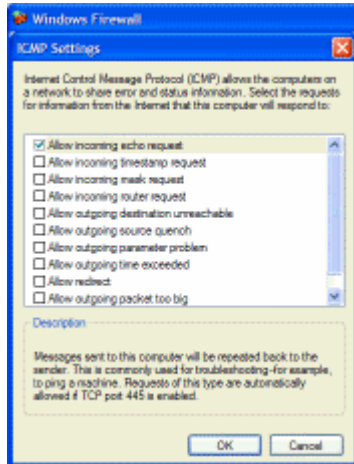 Windows Firewall
ICMP Settings
Internet Control Message Protocol (ICMP) allows the computers on
a network to share error and status information. Select the requests
for information from the Internet that this computer will respond to:
Allow incoming echo request
Allow incoming timestamp request
Allow incoming mask request
Allow incoming router request
Allow outgoing destination unreachable
Allow outgoing source quench
Allow outgoing parameter problem
Allow outgoing time exceeded
Allow redirect
Allow outgoing packet too big
Description
Messages sent to this computer will be repeated back to the
sender. This is commonly used for troubleshooting-for example,
to ping a machine. Requests of this type are automatically
allowed if TCP port 445 is enabled.
OK
Cancel